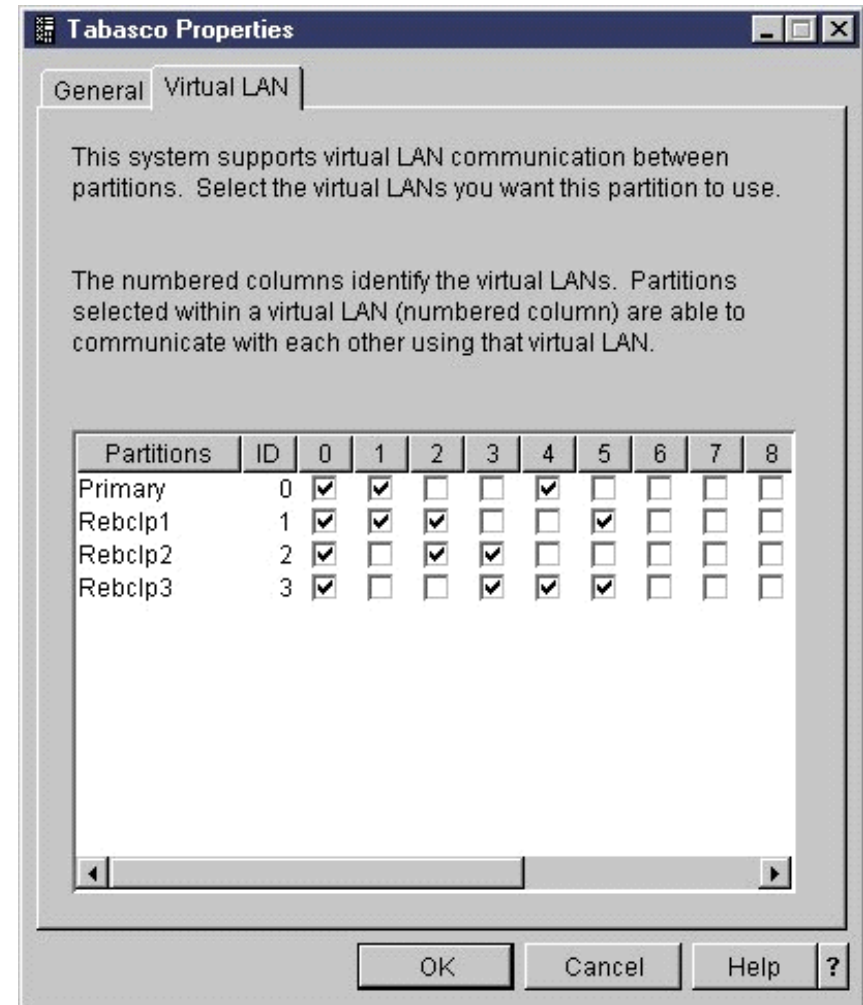 Tabasco Properties
General Virtual LAN
This system supports virtual LAN communication between
partitions. Select the virtual LANs you want this partition to use.
The numbered columns identify the virtual LANs. Partitions
selected within a virtual LAN (numbered column) are able to
communicate with each other using that virtual LAN.
Partitions ID 0 1 2 3 4 5 6 7 8
Primary 0
Rebclp1 1
Rebclp2 2
Rebclp3 3
OK Cancel Help ?